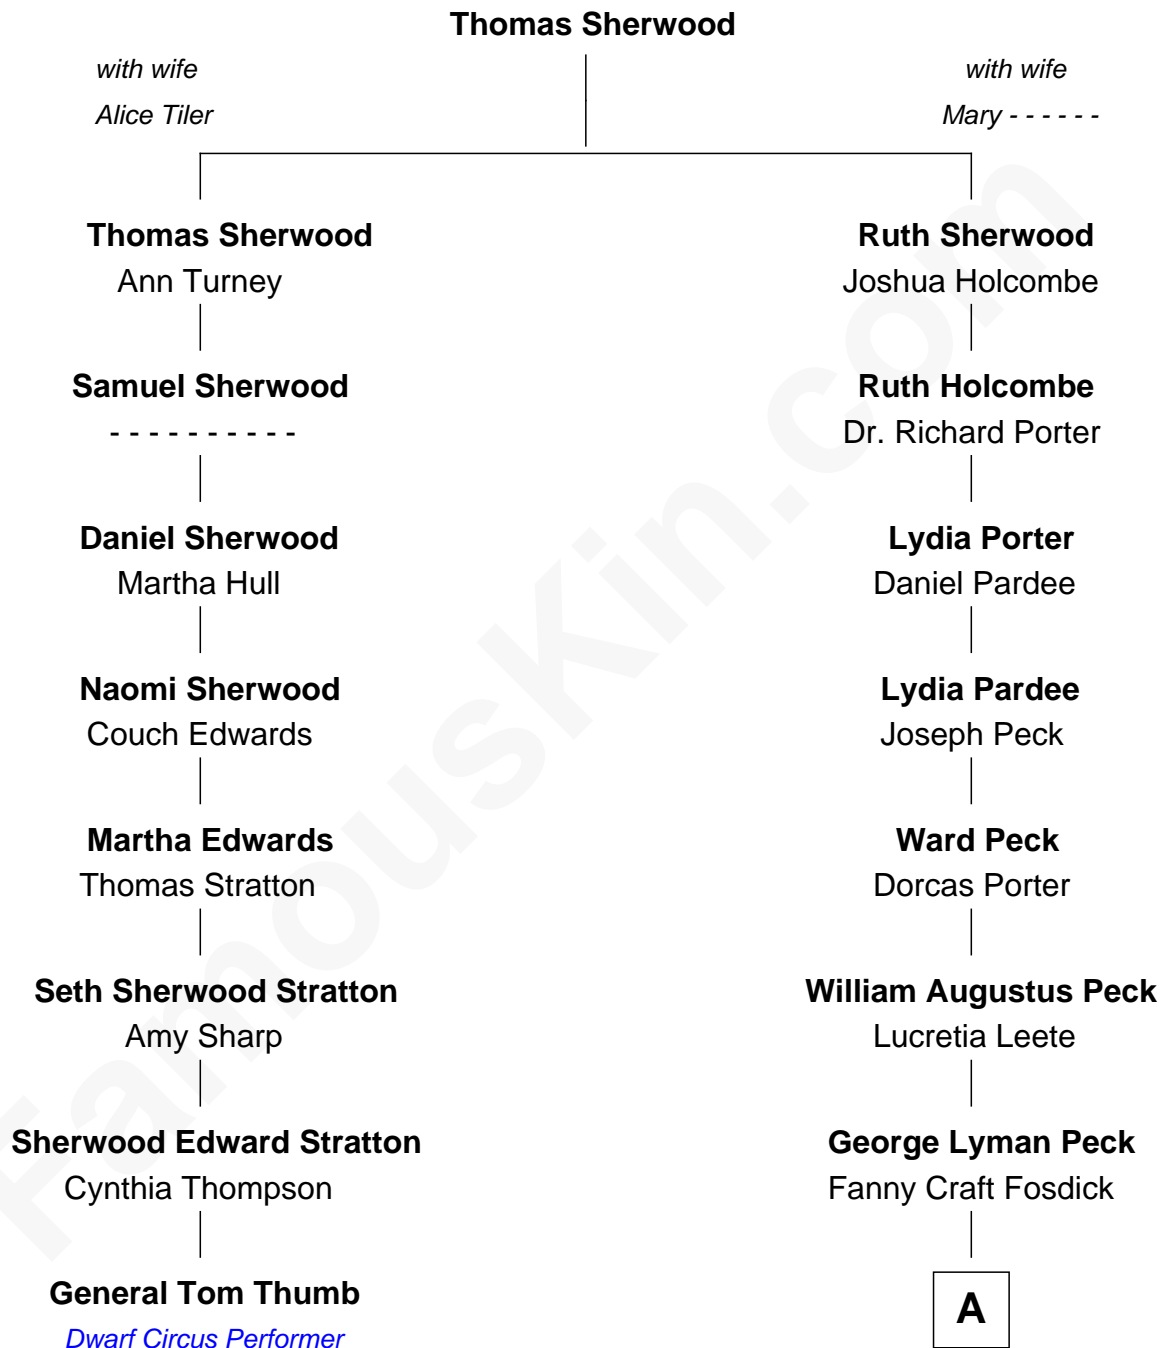 Thomas Sherwood
with wife
Alice Tiler
with wife
Mary - - - - - -
Thomas Sherwood
Ann Turney
Ruth Sherwood
Joshua Holcombe
Samuel Sherwood
- - - - - - - - - -
Ruth Holcombe
Dr. Richard Porter
Daniel Sherwood
Martha Hull
Lydia Porter
Daniel Pardee
Naomi Sherwood
Couch Edwards
Lydia Pardee
Joseph Peck
Martha Edwards
Thomas Stratton
Ward Peck
Dorcas Porter
Seth Sherwood Stratton
Amy Sharp
William Augustus Peck
Lucretia Leete
Sherwood Edward Stratton
Cynthia Thompson
George Lyman Peck
Fanny Craft Fosdick
General Tom Thumb
Dwarf Circus Performer
A
FamousKin.com